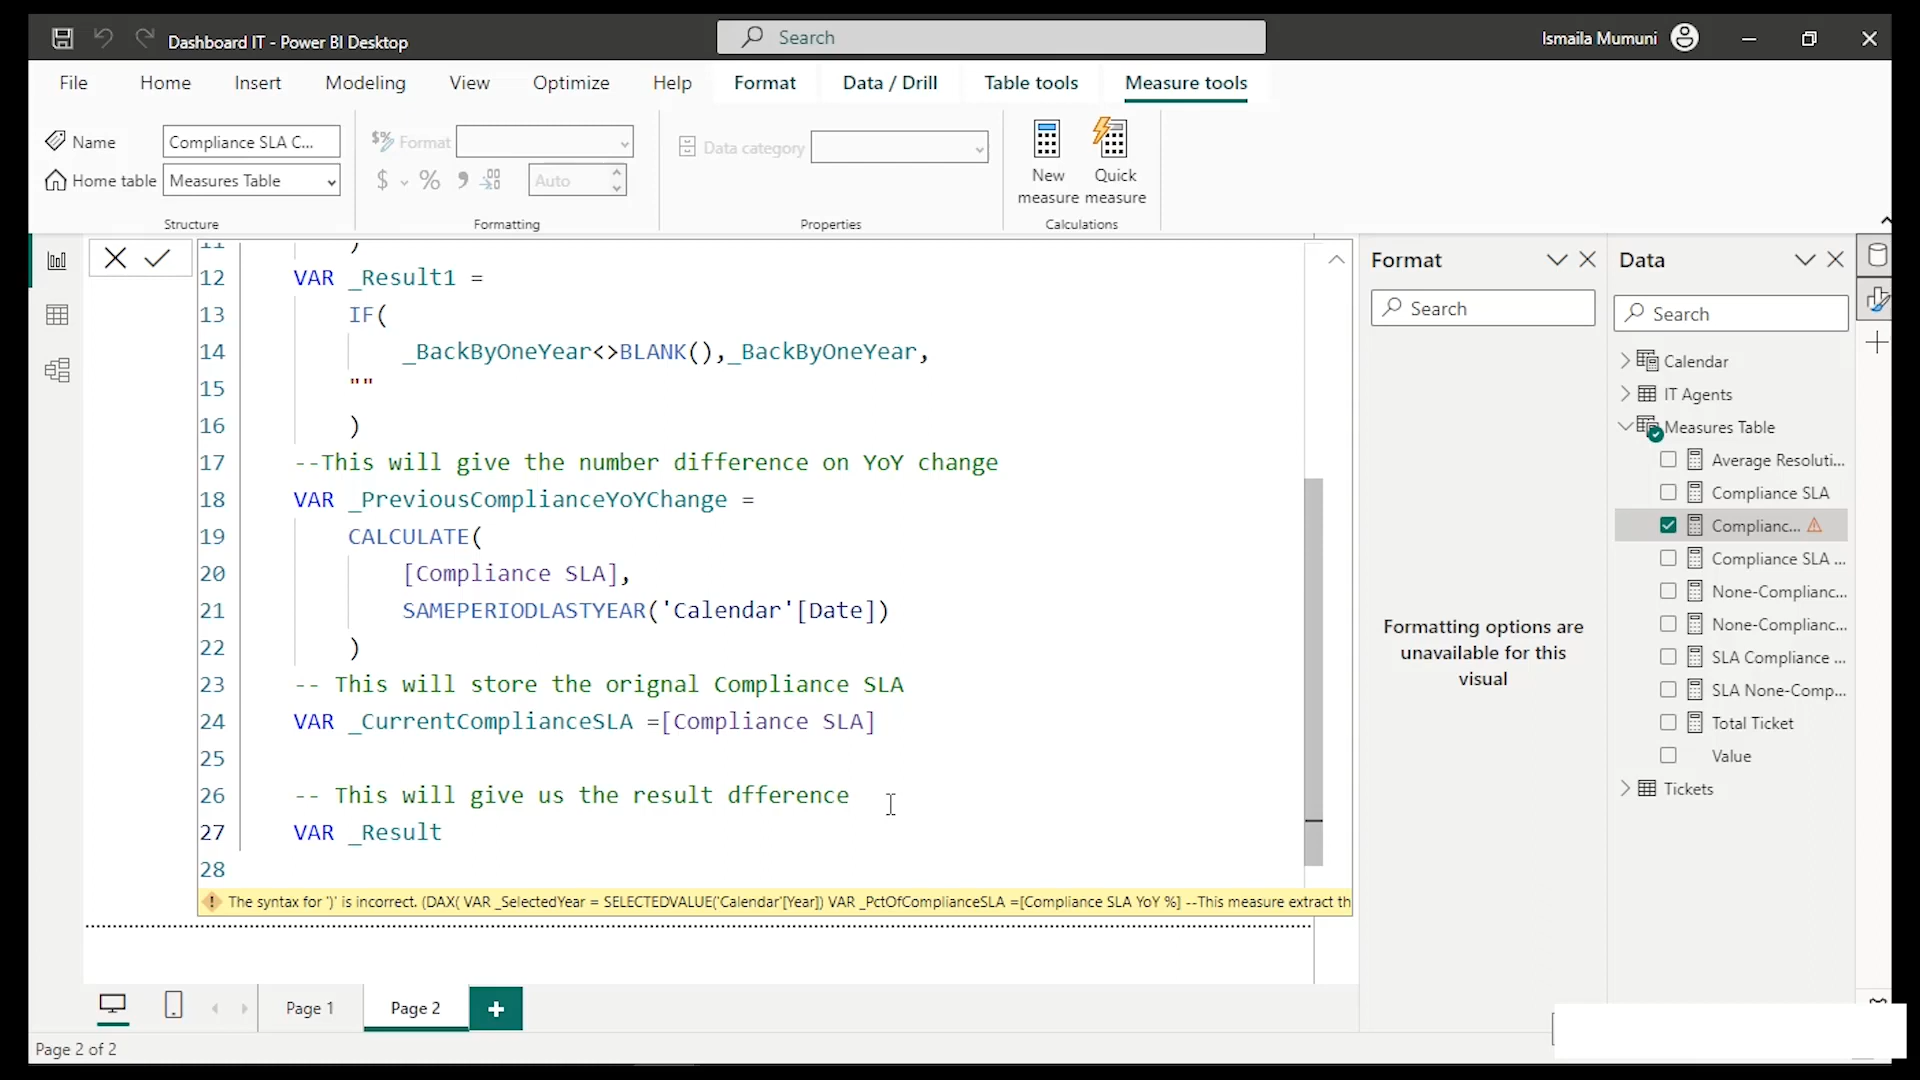 Dashboard IT - Power BI Desktop
Search
Ismaila Mumuni
File Home Insert Modeling View Optimize Help Format Data / Drill Table tools Measure tools
Name Compliance SLA C...
Home table Measures Table
Structure
Format
$ % Auto
Formatting
Data category
Properties
New measure
Quick measure
Calculations
12 VAR _Result1 =
13 IF(
14 _BackByOneYear<>BLANK(),_BackByOneYear,
15 ""
16 )
17 --This will give the number difference on YoY change
18 VAR _PreviousComplianceYoYChange =
19 CALCULATE(
20 [Compliance SLA],
21 SAMEPERIODLASTYEAR('Calendar'[Date])
22 )
23 -- This will store the orignal Compliance SLA
24 VAR _CurrentComplianceSLA =[Compliance SLA]
25
26 -- This will give us the result dfference
27 VAR _Result
28
The syntax for ')' is incorrect. (DAX( VAR _SelectedYear = SELECTEDVALUE('Calendar'[Year]) VAR _PctOfComplianceSLA =[Compliance SLA YoY %] --This measure extract th
Format
Search
Formatting options are
unavailable for this
visual
Data
Search
Calendar
IT Agents
Measures Table
Average Resoluti...
Compliance SLA
Complianc...
Compliance SLA ...
None-Complianc...
None-Complianc...
SLA Compliance ...
SLA None-Comp...
Total Ticket
Value
Tickets
Page 1
Page 2
Page 2 of 2